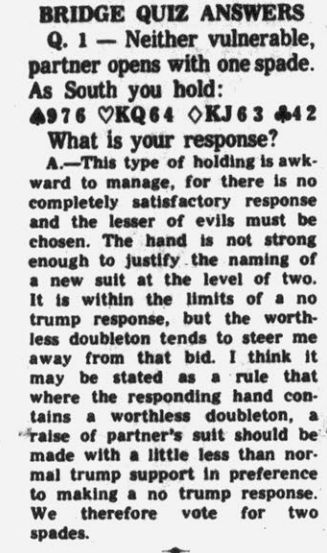 BRIDGE QUIZ ANSWERS
Q. 1 — Neither vulnerable,
partner opens with one spade.
As South you hold:
♠976 ♡KQ64 ◇KJ63 ♣42
What is your response?
A.—This type of holding is awk-
ward to manage, for there is no
completely satisfactory response
and the lesser of evils must be
chosen. The hand is not strong
enough to justify the naming of
a new suit at the level of two.
It is within the limits of a no
trump response, but the worth-
less doubleton tends to steer me
away from that bid. I think it
may be stated as a rule that
where the responding hand con-
tains a worthless doubleton, a
raise of partner's suit should be
made with a little less than nor-
mal trump support in preference
to making a no trump response.
We therefore vote for two
spades.